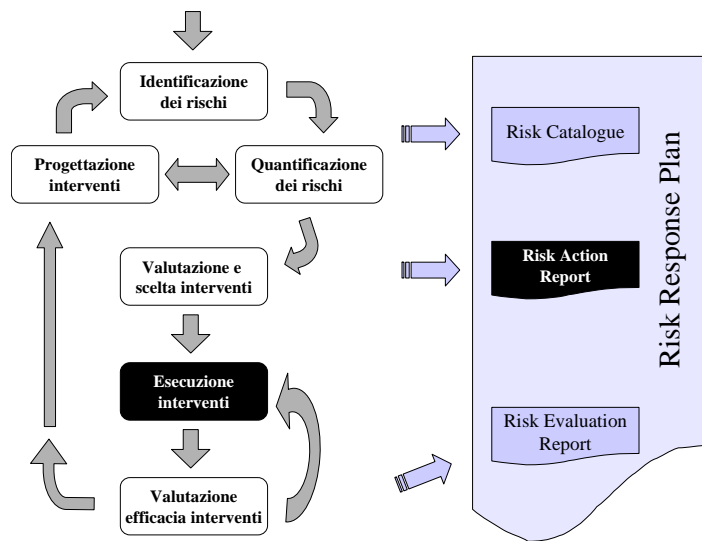 Identificazione
dei rischi
Progettazione
interventi
Quantificazione
dei rischi
Valutazione e
scelta interventi
Esecuzione
interventi
Valutazione
efficacia interventi
Risk Catalogue
Risk Action
Report
Risk Evaluation
Report
Risk Response Plan